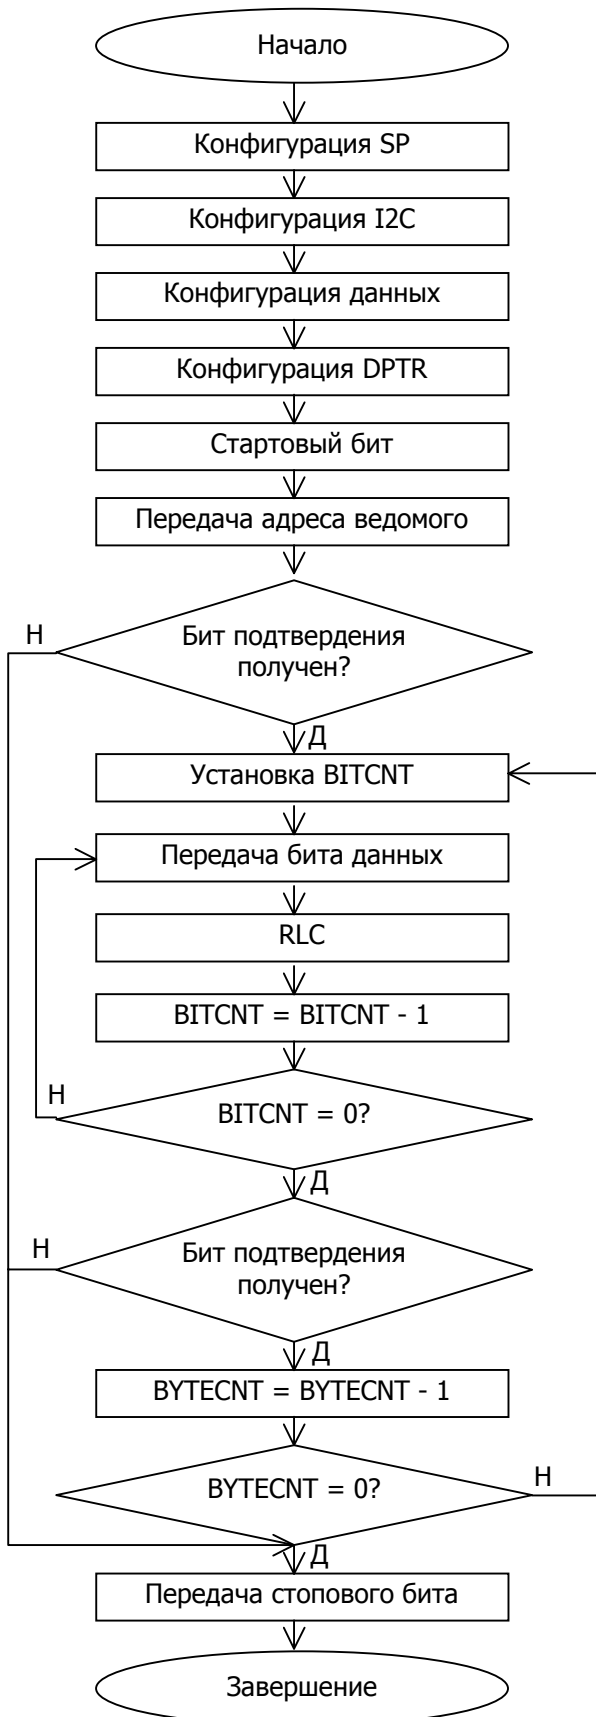 Начало
Конфигурация SP
Конфигурация I2C
Конфигурация данных
Конфигурация DPTR
Стартовый бит
Передача адреса ведомого
Н
Бит подтвердения
получен?
Д
Установка BITCNT
Передача бита данных
RLC
BITCNT = BITCNT - 1
Н
BITCNT = 0?
Д
Н
Бит подтвердения
получен?
Д
BYTECNT = BYTECNT - 1
BYTECNT = 0?
Н
Д
Передача стопового бита
Завершение